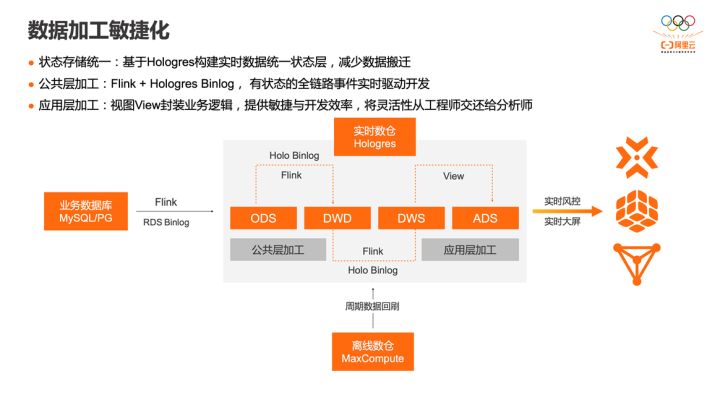 数据加工敏捷化
阿里云
状态存储统一：基于Hologres构建实时数据统一状态层，减少数据搬迁
公共层加工：Flink + Hologres Binlog， 有状态的全链路事件实时驱动开发
应用层加工：视图View封装业务逻辑，提供敏捷与开发效率，将灵活性从工程师交还给分析师
实时数仓
Hologres
Holo Binlog
Flink
View
业务数据库
MySQL/PG
Flink
RDS Binlog
ODS
DWD
DWS
ADS
实时风控
实时大屏
公共层加工
Flink
应用层加工
Holo Binlog
周期数据回刷
离线数仓
MaxCompute